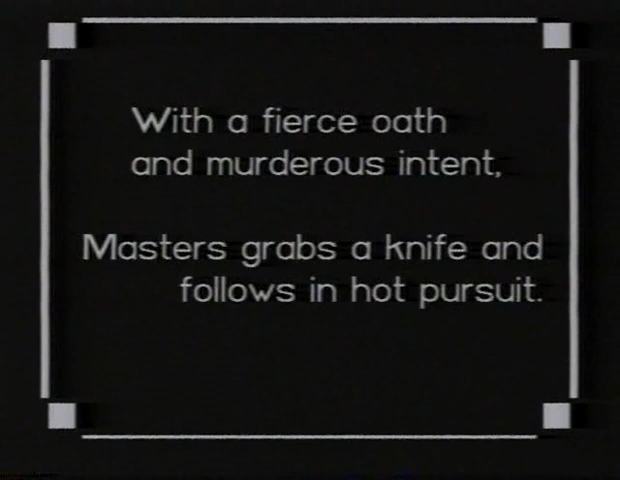 With a fierce oath
and murderous intent,
Masters grabs a knife and
follows in hot pursuit.